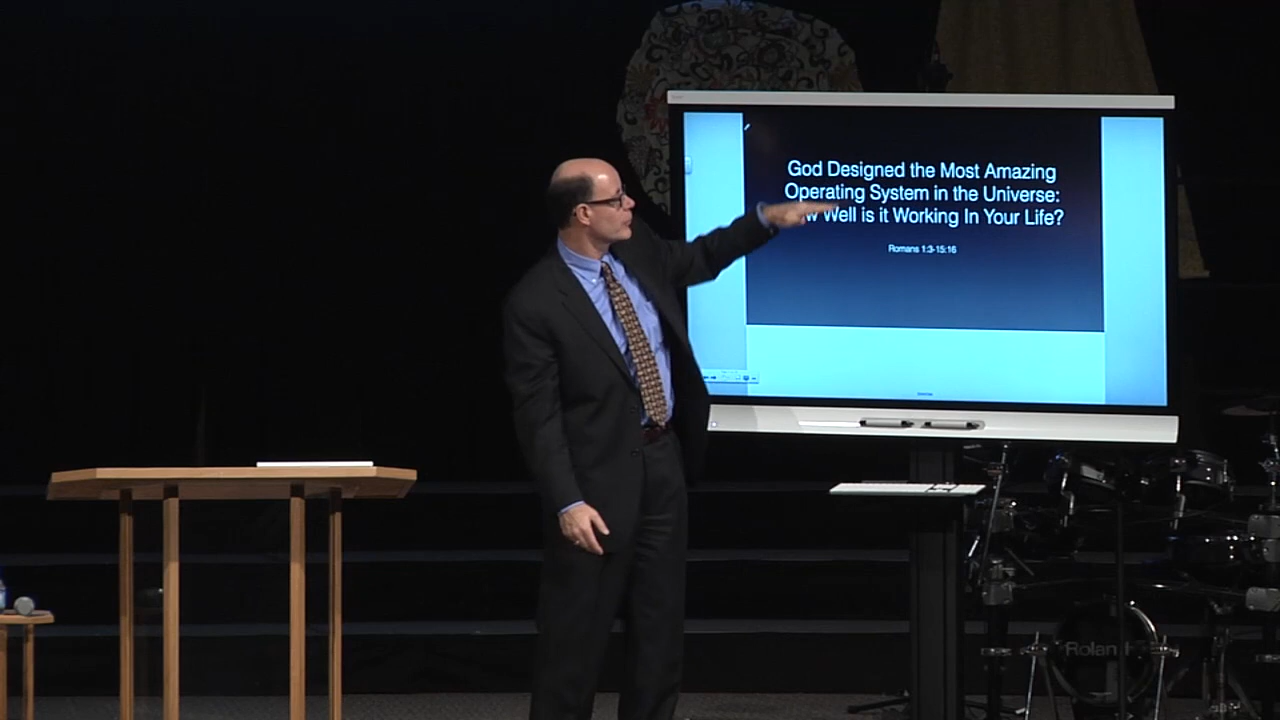 God Designed the Most Amazing
Operating System in the Universe:
Well is it Working In Your Life?
Romans 1:3-15:16
Roland